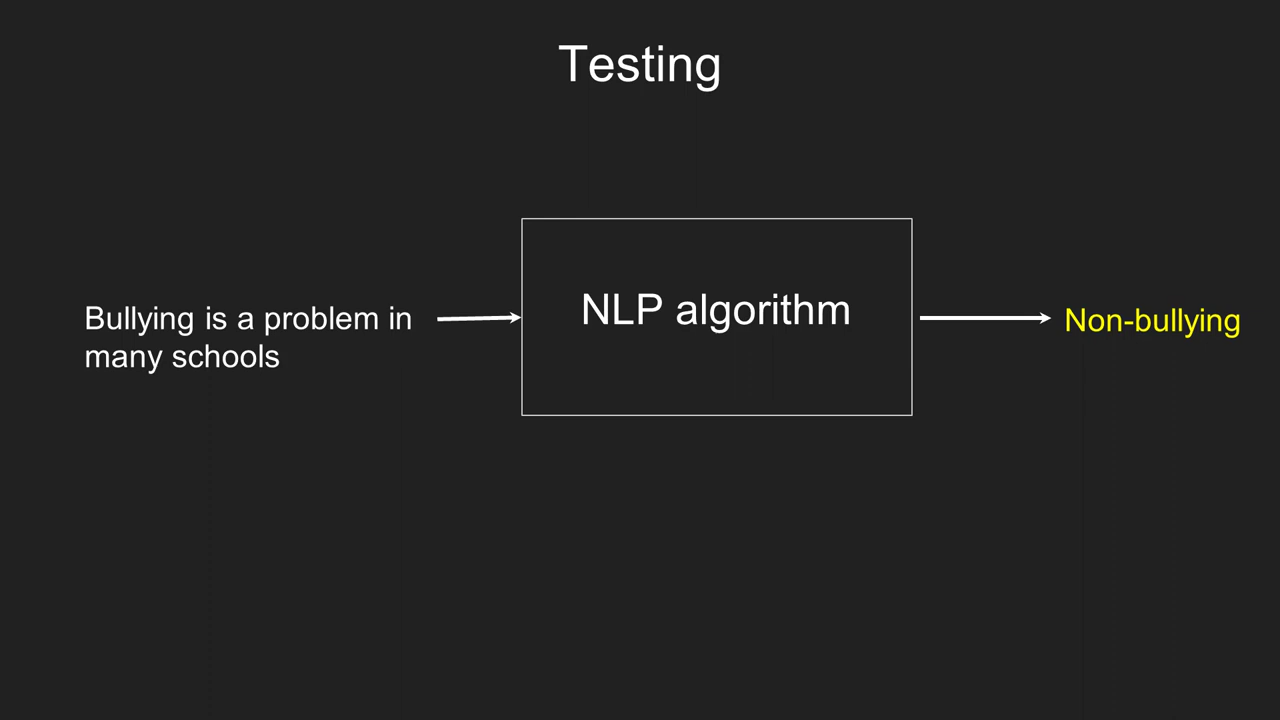 Testing
Bullying is a problem in
many schools
NLP algorithm
Non-bullying